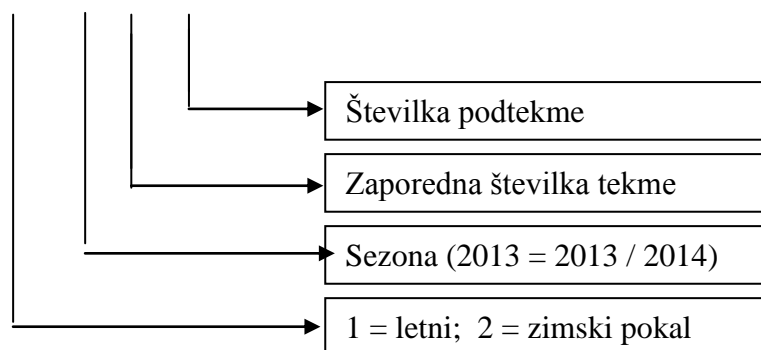 Številka podtekme
Zaporedna številka tekme
Sezona (2013 = 2013 / 2014)
1 = letni; 2 = zimski pokal